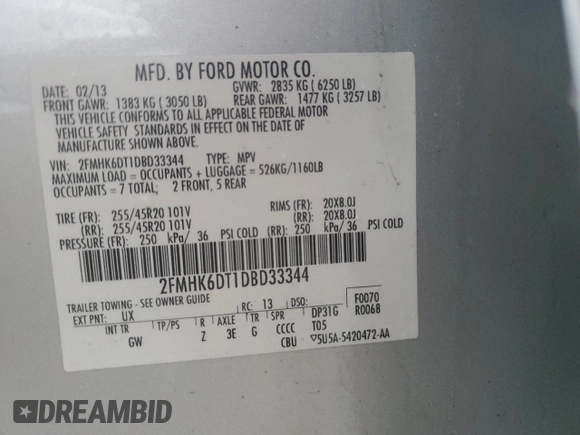 MFD. BY FORD MOTOR CO.
DATE: 02/13 GVWR: 2835 KG ( 6250 LB)
FRONT GAWR: 1383 KG ( 3050 LB) REAR GAWR: 1477 KG ( 3257 LB)
THIS VEHICLE CONFORMS TO ALL APPLICABLE FEDERAL MOTOR
VEHICLE SAFETY STANDARDS IN EFFECT ON THE DATE OF
MANUFACTURE SHOWN ABOVE.
VIN: 2FMHK6DT1DBD33344 TYPE: MPV
MAXIMUM LOAD = OCCUPANTS + LUGGAGE = 526KG/1160LB
OCCUPANTS = 7 TOTAL; 2 FRONT, 5 REAR
TIRE (FR): 255/45R20 101V RIMS (FR): 20X8.0J
(RR): 255/45R20 101V (RR): 20X8.0J
PRESSURE (FR): 250 kPa/ 36 PSI COLD (RR): 250 kPa/ 36 PSI COLD
2FMHK6DT1DBD33344
TRAILER TOWING - SEE OWNER GUIDE
EXT PNT: UX RC: 13 DSO: F0070
R0068
INT TR TP/PS R AXLE TR SPR DP31G
GW Z 3E G CCCC T05
CBU ▽5U5A-5420472-AA
DREAMBID